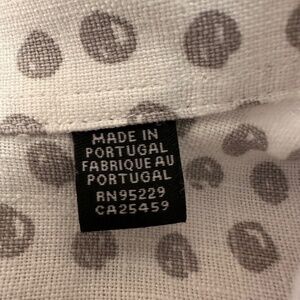 MADE IN
PORTUGAL
FABRIQUE AU
PORTUGAL
RN95229
CA25459